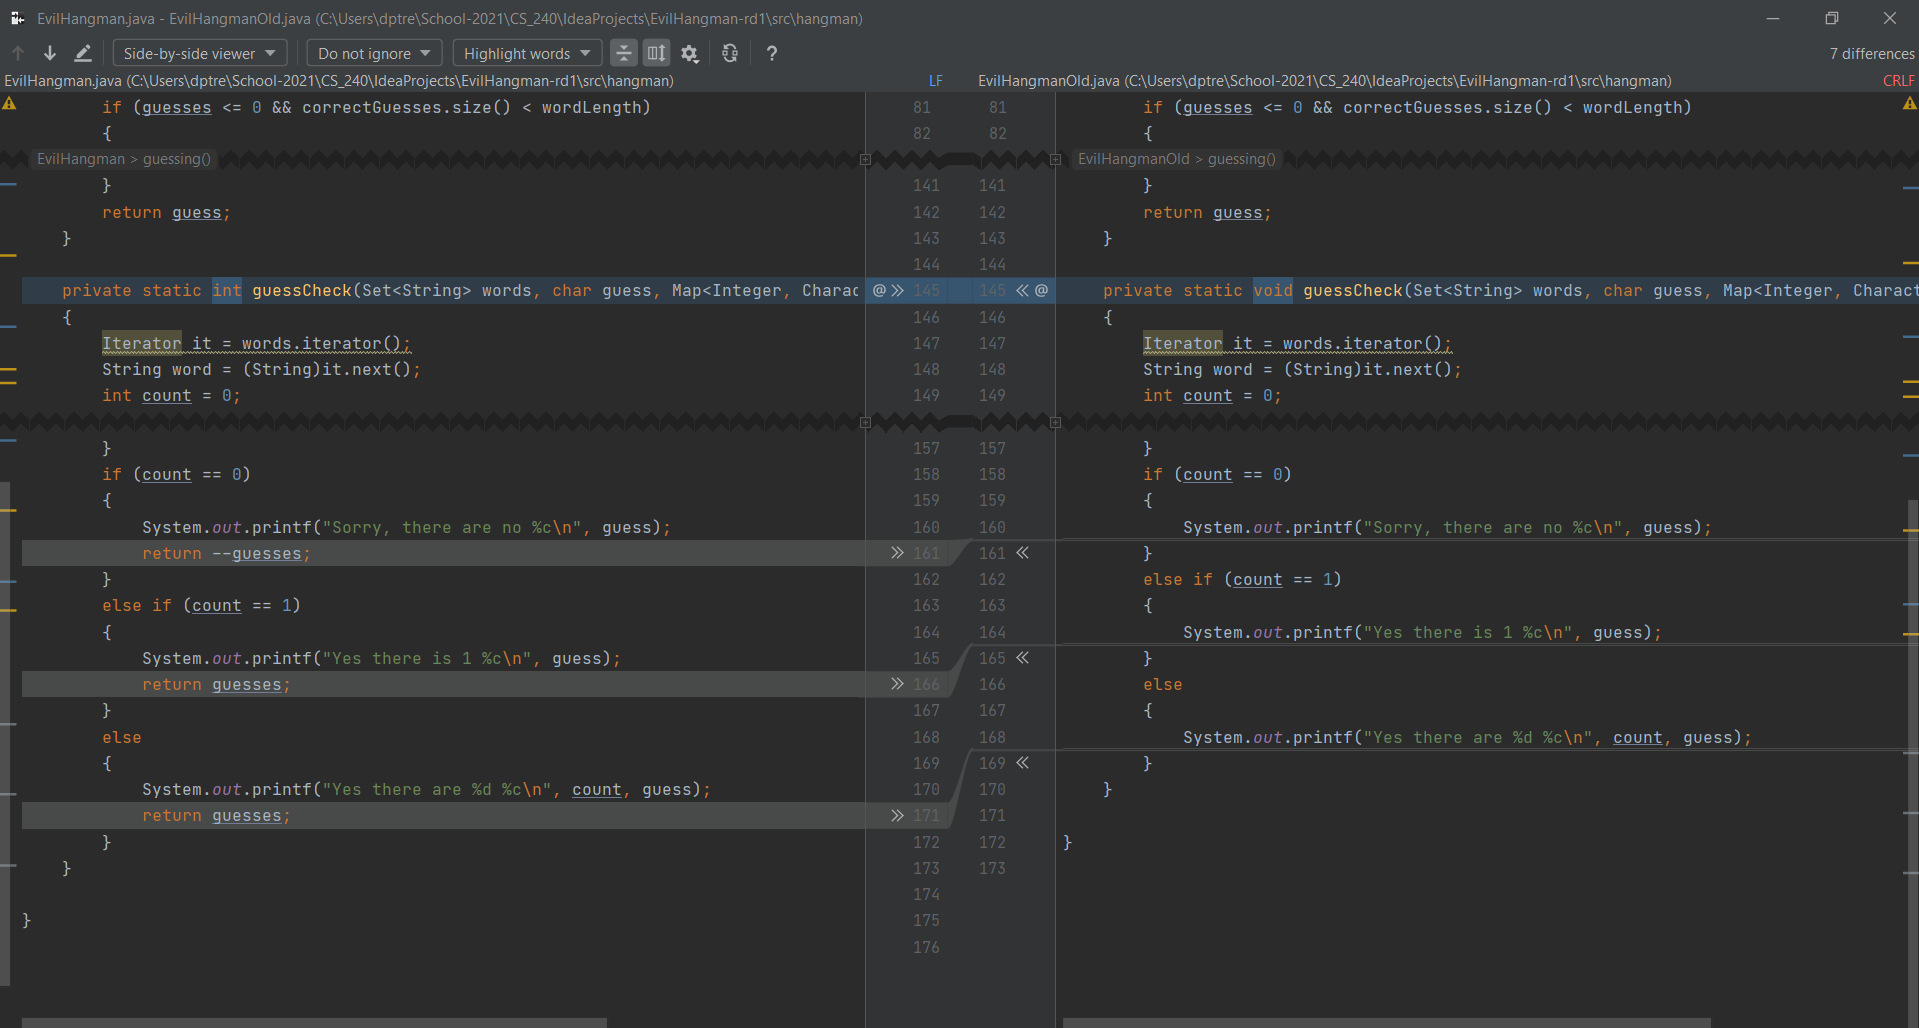 EvilHangman.java - EvilHangmanOld.java (C:\Users\dptre\School-2021\CS_240\IdeaProjects\EvilHangman-rd1\src\hangman)
Side-by-side viewer Do not ignore Highlight words ? 7 differences
EvilHangman.java (C:\Users\dptre\School-2021\CS_240\IdeaProjects\EvilHangman-rd1\src\hangman) LF
if (guesses <= 0 && correctGuesses.size() < wordLength) 81
{ 82
EvilHangman > guessing()
} 141
return guess; 142
} 143
144
private static int guessCheck(Set<String> words, char guess, Map<Integer, Charac @ >> 145
{ 146
Iterator it = words.iterator(); 147
String word = (String)it.next(); 148
int count = 0; 149
} 157
if (count == 0) 158
{ 159
System.out.printf("Sorry, there are no %c\n", guess); 160
return --guesses; >> 161
} 162
else if (count == 1) 163
{ 164
System.out.printf("Yes there is 1 %c\n", guess); 165
return guesses; >> 166
} 167
else 168
{ 169
System.out.printf("Yes there are %d %c\n", count, guess); 170
return guesses; >> 171
} 172
} 173
174
} 175
176
EvilHangmanOld.java (C:\Users\dptre\School-2021\CS_240\IdeaProjects\EvilHangman-rd1\src\hangman) CRLF
81 if (guesses <= 0 && correctGuesses.size() < wordLength)
82 {
EvilHangmanOld > guessing()
141 }
142 return guess;
143 }
144
145 << @ private static void guessCheck(Set<String> words, char guess, Map<Integer, Charact
146 {
147 Iterator it = words.iterator();
148 String word = (String)it.next();
149 int count = 0;
157 }
158 if (count == 0)
159 {
160 System.out.printf("Sorry, there are no %c\n", guess);
161 << }
162 else if (count == 1)
163 {
164 System.out.printf("Yes there is 1 %c\n", guess);
165 << }
166 else
167 {
168 System.out.printf("Yes there are %d %c\n", count, guess);
169 << }
170 }
171
172 }
173